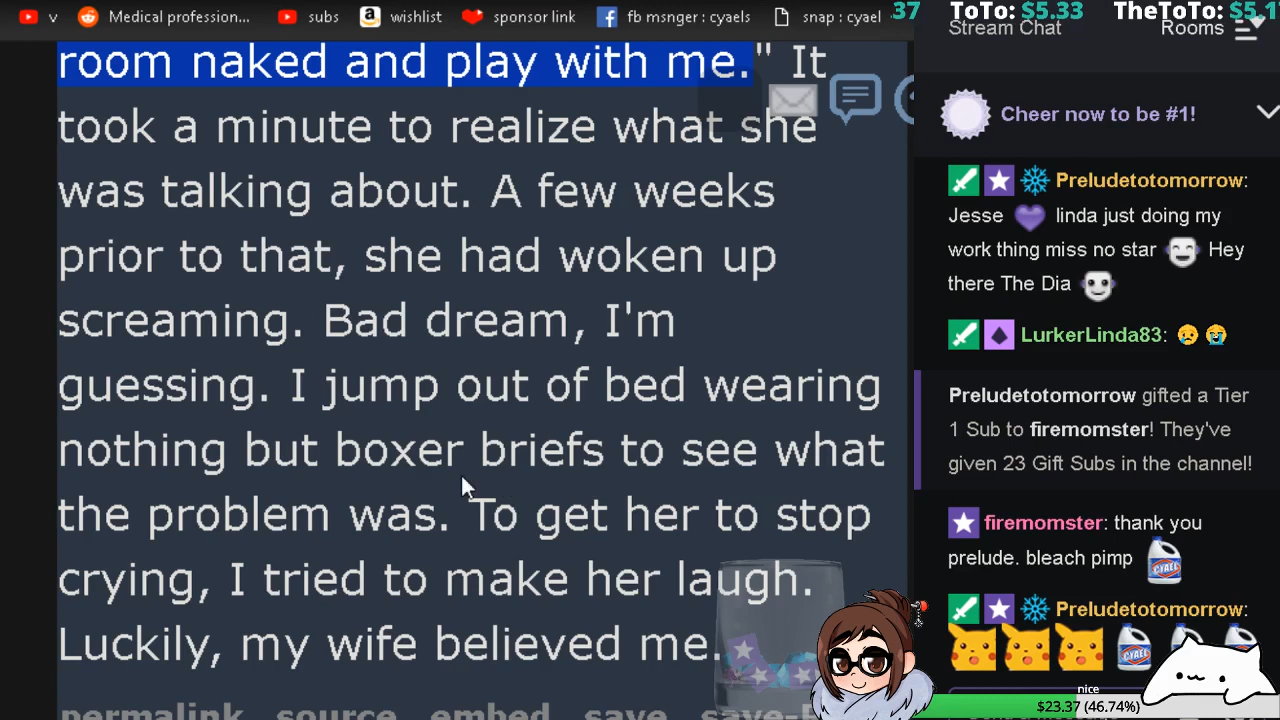 v
Medical profession...
subs
wishlist
sponsor link
fb msnger : cyaels
snap : cyael
37 ToTo: $5.33 TheToTo: $5.1
room naked and play with me." It
took a minute to realize what she
was talking about. A few weeks
prior to that, she had woken up
screaming. Bad dream, I'm
guessing. I jump out of bed wearing
nothing but boxer briefs to see what
the problem was. To get her to stop
crying, I tried to make her laugh.
Luckily, my wife believed me.
permalink source embed save
Stream Chat
Rooms
Cheer now to be #1!
Preludetotomorrow:
Jesse 💜 linda just doing my
work thing miss no star Hey
there The Dia
LurkerLinda83: 😥 😭
Preludetotomorrow gifted a Tier
1 Sub to firemomster! They've
given 23 Gift Subs in the channel!
firemomster: thank you
prelude. bleach pimp
CYAEL
Preludetotomorrow:
CYAEL
nice
$23.37 (46.74%)